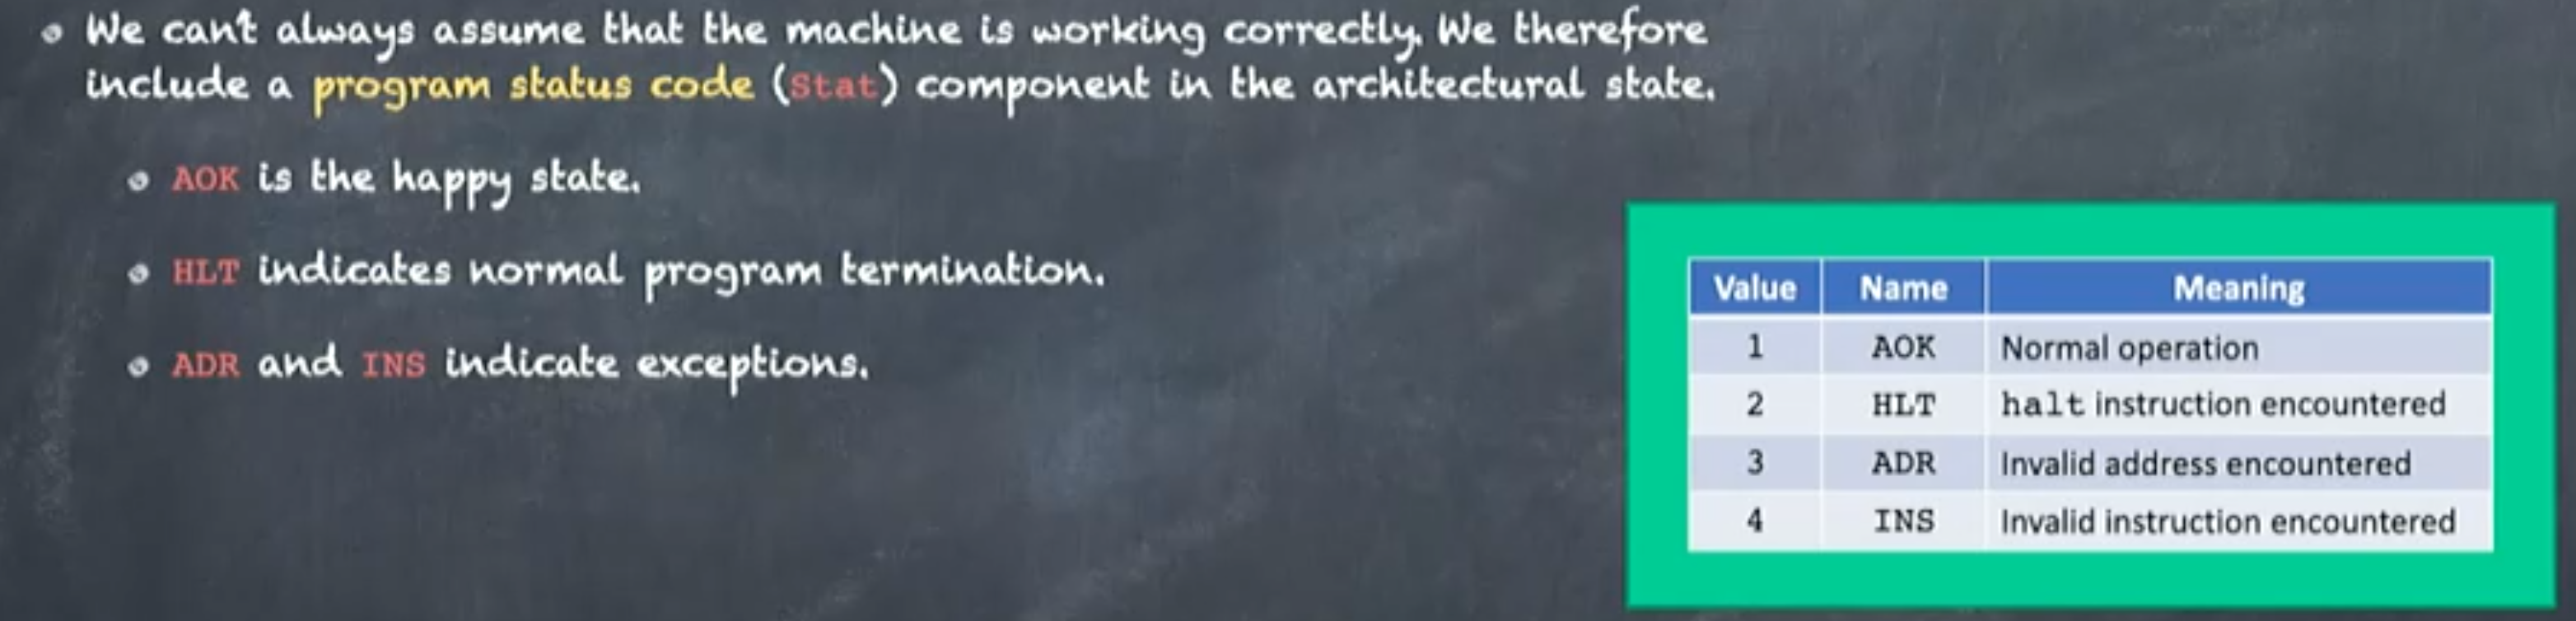 We can't always assume that the machine is working correctly. We therefore
include a program status code (Stat) component in the architectural state.
AOK is the happy state.
HLT indicates normal program termination.
ADR and INS indicate exceptions.
Value Name Meaning
1 AOK Normal operation
2 HLT halt instruction encountered
3 ADR Invalid address encountered
4 INS Invalid instruction encountered